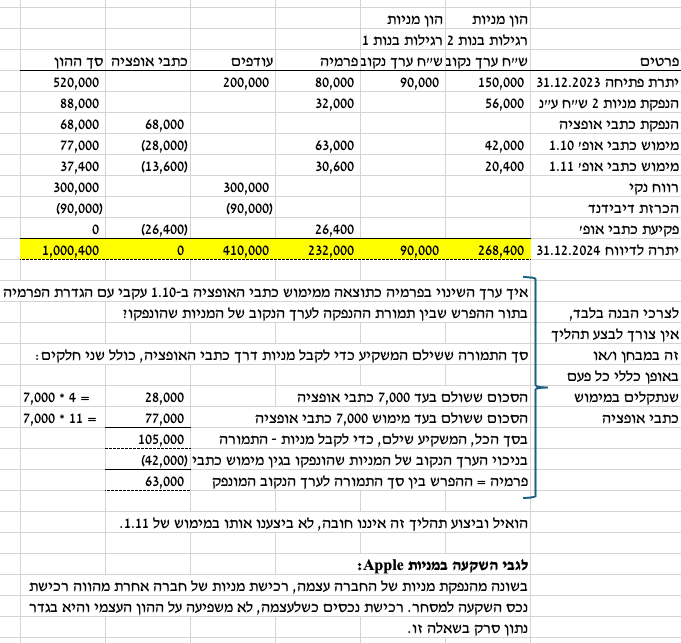 הון מניות הון מניות
רגילות בנות 2 רגילות בנות 1
פרטים ש"ח ערך נקוב ש"ח ערך נקוב פרמיה עודפים כתבי אופציה סך ההון
יתרת פתיחה 31.12.2023 150,000 90,000 80,000 200,000 520,000
הנפקת מניות 2 ש"ח ע"נ 56,000 32,000 88,000
הנפקת כתבי אופציה 68,000 68,000
מימוש כתבי אופ' 1.10 42,000 63,000 (28,000) 77,000
מימוש כתבי אופ' 1.11 20,400 30,600 (13,600) 37,400
רווח נקי 300,000 300,000
הכרזת דיבידנד (90,000) (90,000)
פקיעת כתבי אופ' 26,400 (26,400) 0
יתרה לדיווח 31.12.2024 268,400 90,000 232,000 410,000 0 1,000,400
לצרכי הבנה בלבד,
אין צורך לבצע תהליך
זה במבחן ו/או
באופן כללי כל פעם
שנתקלים במימוש
כתבי אופציה
איך ערך השינוי בפרמיה כתוצאה ממימוש כתבי האופציה ב-1.10 עקבי עם הגדרת הפרמיה
בתור ההפרש שבין תמורת ההנפקה לערך הנקוב של המניות שהונפקו?
סך התמורה ששילם המשקיע כדי לקבל מניות דרך כתבי האופציה, כולל שני חלקים:
הסכום ששולם בעד 7,000 כתבי אופציה 28,000 = 4 * 7,000
הסכום ששולם בעד מימוש 7,000 כתבי אופציה 77,000 = 11 * 7,000
בסך הכל, המשקיע שילם, כדי לקבל מניות - התמורה 105,000
בניכוי הערך הנקוב של המניות שהונפקו בגין מימוש כתבי (42,000)
פרמיה = ההפרש בין סך התמורה לערך הנקוב המונפק 63,000
הואיל וביצוע תהליך זה איננו חובה, לא ביצענו אותו במימוש של 1.11.
לגבי השקעה במניות Apple:
בשונה מהנפקת מניות של החברה עצמה, רכישת מניות של חברה אחרת מהווה רכישת
נכס השקעה למסחר. רכישת נכסים כשלעצמה, לא משפיעה על ההון העצמי והיא בגדר
נתון סרק בשאלה זו.